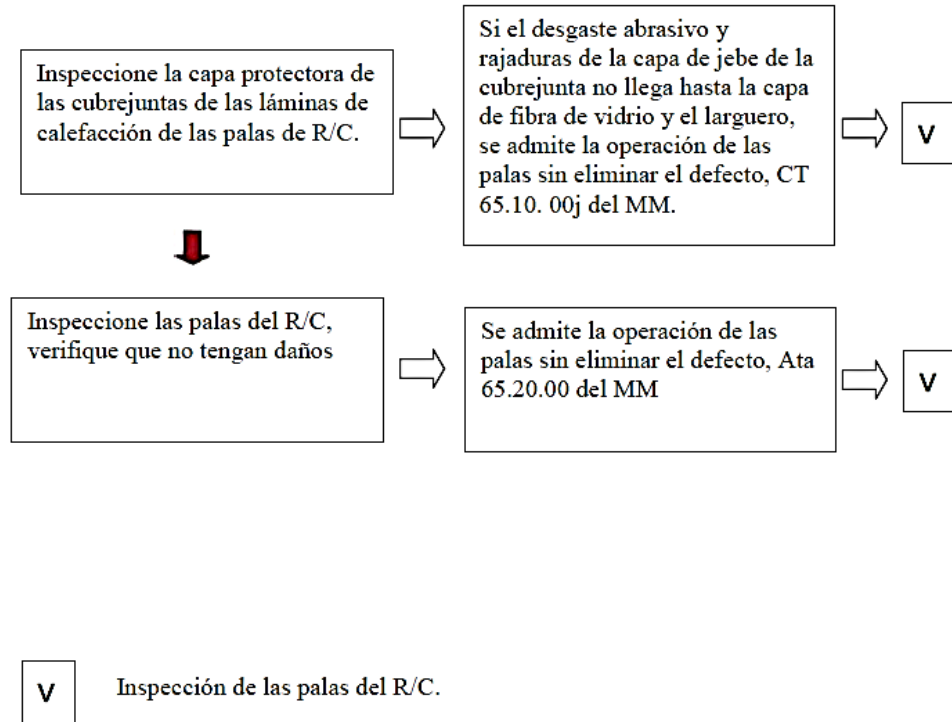 Inspeccione la capa protectora de
las cubrejuntas de las láminas de
calefacción de las palas de R/C.
Si el desgaste abrasivo y
rajaduras de la capa de jebe de la
cubrejunta no llega hasta la capa
de fibra de vidrio y el larguero,
se admite la operación de las
palas sin eliminar el defecto, CT
65.10. 00j del MM.
V
Inspeccione las palas del R/C,
verifique que no tengan daños
Se admite la operación de las
palas sin eliminar el defecto, Ata
65.20.00 del MM
V
V
Inspección de las palas del R/C.